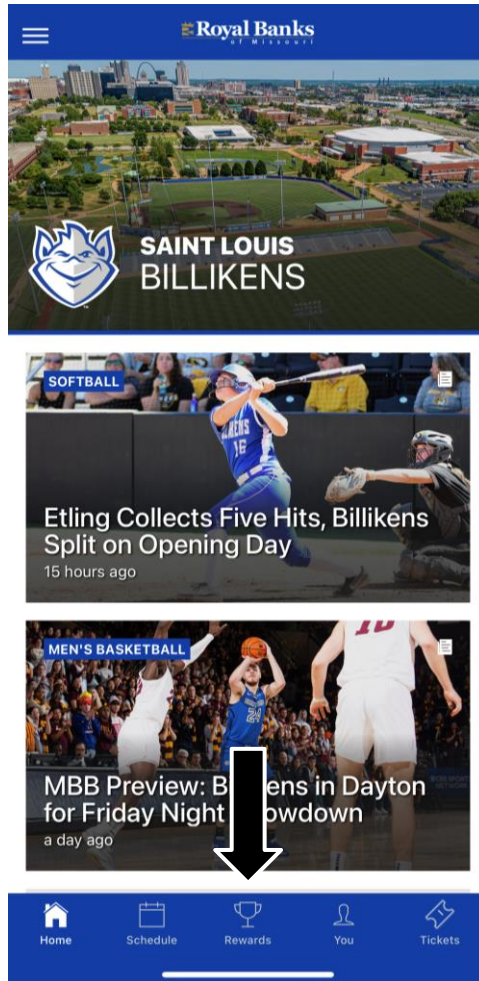 Royal Banks
of Missouri
SAINT LOUIS
BILLIKENS
SOFTBALL
Etling Collects Five Hits, Billikens
Split on Opening Day
15 hours ago
16
MEN'S BASKETBALL
MBB Preview: B ens in Dayton
for Friday Night owdown
a day ago
Home Schedule Rewards You Tickets